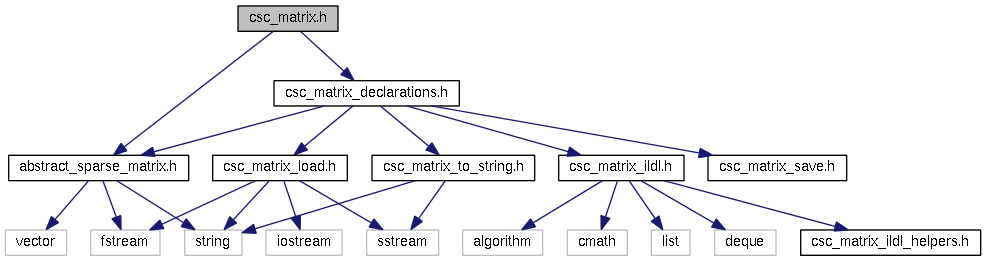 csc_matrix.h
csc_matrix_declarations.h
abstract_sparse_matrix.h
csc_matrix_load.h
csc_matrix_to_string.h
csc_matrix_ildl.h
csc_matrix_save.h
vector
fstream
string
iostream
sstream
algorithm
cmath
list
deque
csc_matrix_ildl_helpers.h